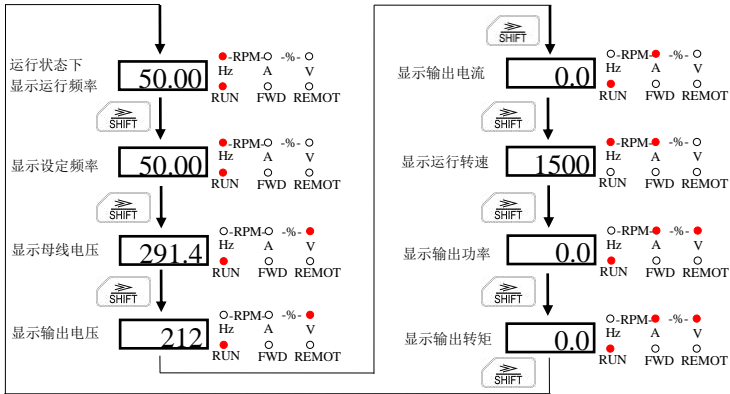 运行状态下
显示运行频率
50.00
-RPM- -%-
Hz A V
RUN FWD REMOT
SHIFT
显示设定频率
50.00
-RPM- -%-
Hz A V
RUN FWD REMOT
SHIFT
显示母线电压
291.4
-RPM- -%-
Hz A V
RUN FWD REMOT
SHIFT
显示输出电压
212
-RPM- -%-
Hz A V
RUN FWD REMOT
SHIFT
显示输出电流
0.0
-RPM- -%-
Hz A V
RUN FWD REMOT
SHIFT
显示运行转速
1500
-RPM- -%-
Hz A V
RUN FWD REMOT
SHIFT
显示输出功率
0.0
-RPM- -%-
Hz A V
RUN FWD REMOT
SHIFT
显示输出转矩
0.0
-RPM- -%-
Hz A V
RUN FWD REMOT
SHIFT